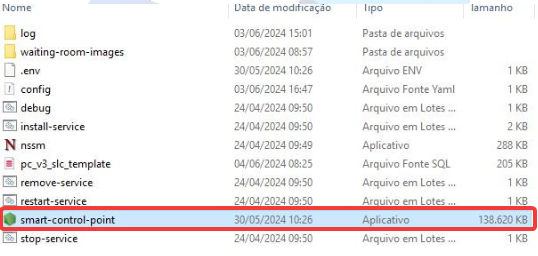 Nome Data de modificação Tipo Tamanho
log 03/06/2024 15:01 Pasta de arquivos
waiting-room-images 03/06/2024 08:57 Pasta de arquivos
.env 30/05/2024 10:26 Arquivo ENV 1 KB
config 03/06/2024 16:47 Arquivo Fonte Yaml 1 KB
debug 24/04/2024 09:50 Arquivo em Lotes ... 1 KB
install-service 24/04/2024 09:50 Arquivo em Lotes ... 2 KB
nssm 24/04/2024 09:49 Aplicativo 288 KB
pc_v3_slc_template 04/06/2024 08:25 Arquivo Fonte SQL 205 KB
remove-service 24/04/2024 09:50 Arquivo em Lotes ... 1 KB
restart-service 24/04/2024 09:50 Arquivo em Lotes ... 1 KB
smart-control-point 30/05/2024 10:26 Aplicativo 138.620 KB
stop-service 24/04/2024 09:50 Arquivo em Lotes ... 1 KB